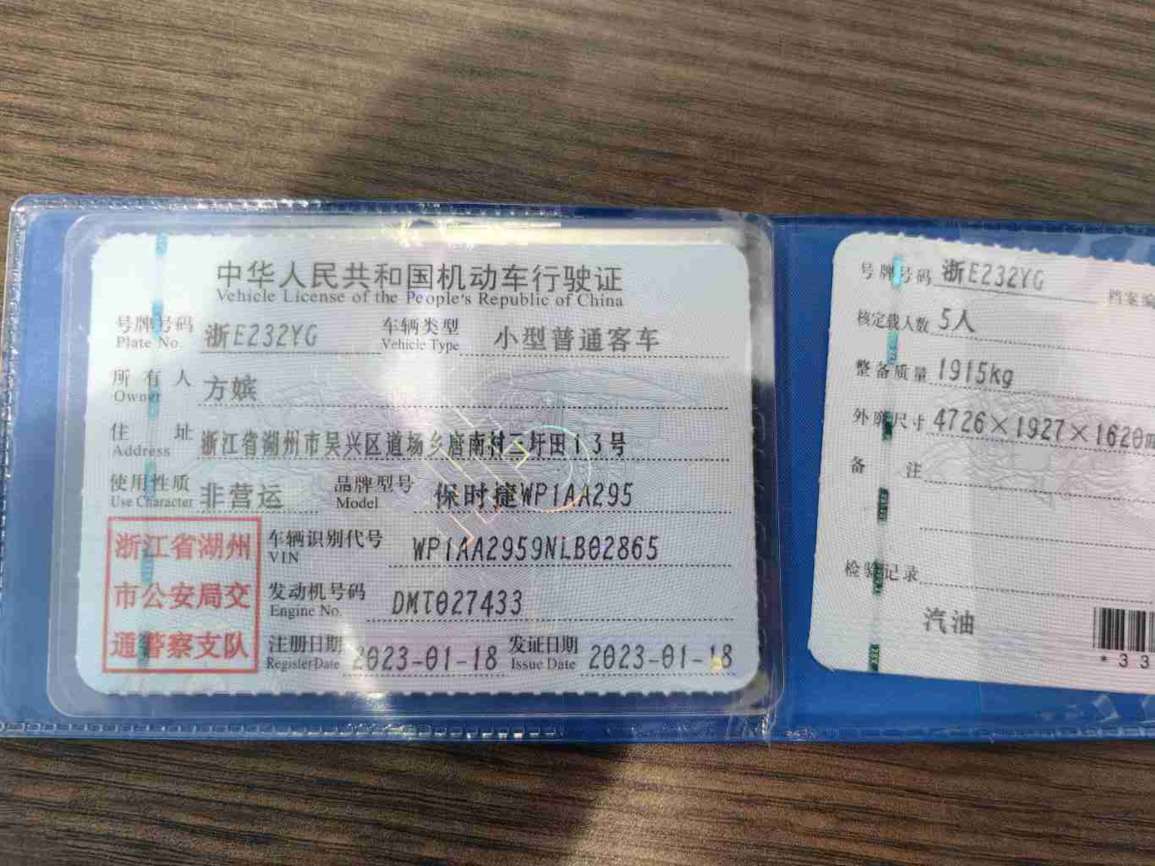 中华人民共和国机动车行驶证
Vehicle License of the People's Republic of China
号牌号码 浙E232YG 车辆类型 小型普通客车
Plate No. Vehicle Type
所有人 方嫔
Owner
住址 浙江省湖州市吴兴区道场乡唐南村三圩田13号
Address
使用性质 非营运 品牌型号 保时捷WP1AA295
Use Character Model
浙江省湖州
市公安局交
通警察支队
车辆识别代号 WP1AA2959NLB02865
VIN
发动机号码 DMT027433
Engine No.
注册日期 2023-01-18 发证日期 2023-01-18
Register Date Issue Date
号牌号码 浙E232YG 档案编
核定载人数 5人
整备质量 1915kg
外廓尺寸 4726×1927×1620
备注
检验记录
汽油
*33